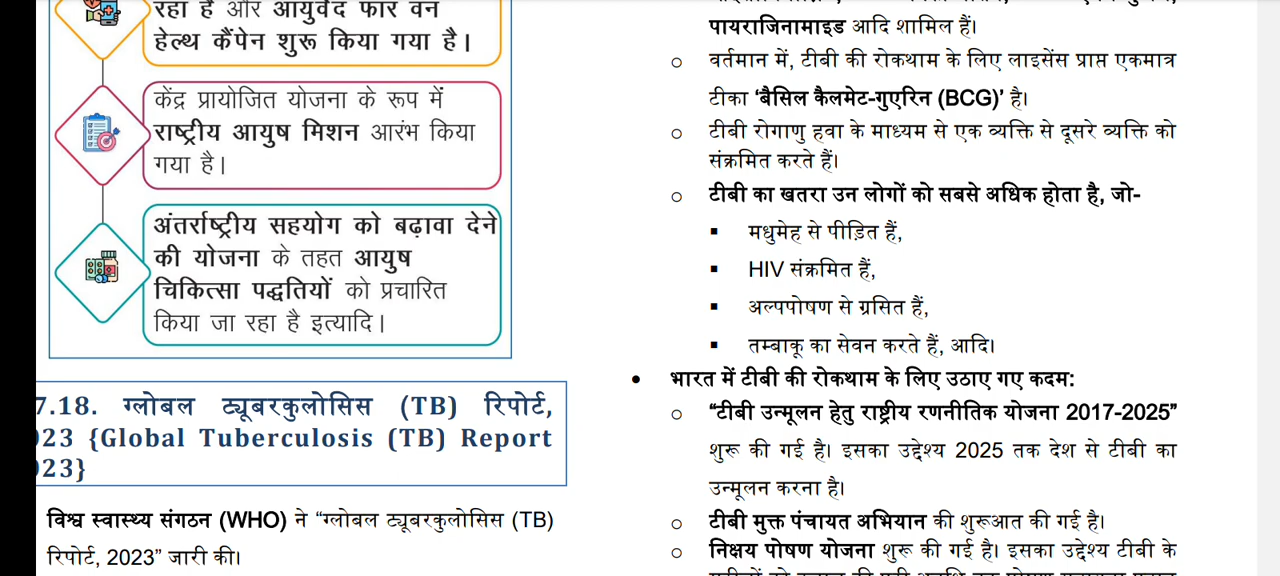 रहा है और आयुर्वेद फॉर वन
हेल्थ कैंपेन शुरू किया गया है।
केंद्र प्रायोजित योजना के रूप में
राष्ट्रीय आयुष मिशन आरंभ किया
गया है।
अंतर्राष्ट्रीय सहयोग को बढ़ावा देने
की योजना के तहत आयुष
चिकित्सा पद्धतियों को प्रचारित
किया जा रहा है इत्यादि।
7.18. ग्लोबल ट्यूबरकुलोसिस (TB) रिपोर्ट,
023 {Global Tuberculosis (TB) Report
023}
विश्व स्वास्थ्य संगठन (WHO) ने “ग्लोबल ट्यूबरकुलोसिस (TB)
रिपोर्ट, 2023” जारी की।
पायराजिनामाइड आदि शामिल हैं।
वर्तमान में, टीबी की रोकथाम के लिए लाइसेंस प्राप्त एकमात्र
टीका ‘बैसिल कैलमेट-गुएरिन (BCG)’ है।
टीबी रोगाणु हवा के माध्यम से एक व्यक्ति से दूसरे व्यक्ति को
संक्रमित करते हैं।
टीबी का खतरा उन लोगों को सबसे अधिक होता है, जो-
मधुमेह से पीड़ित हैं,
HIV संक्रमित हैं,
अल्पपोषण से ग्रसित हैं,
तम्बाकू का सेवन करते हैं, आदि।
भारत में टीबी की रोकथाम के लिए उठाए गए कदम:
“टीबी उन्मूलन हेतु राष्ट्रीय रणनीतिक योजना 2017-2025”
शुरू की गई है। इसका उद्देश्य 2025 तक देश से टीबी का
उन्मूलन करना है।
टीबी मुक्त पंचायत अभियान की शुरूआत की गई है।
निक्षय पोषण योजना शुरू की गई है। इसका उद्देश्य टीबी के